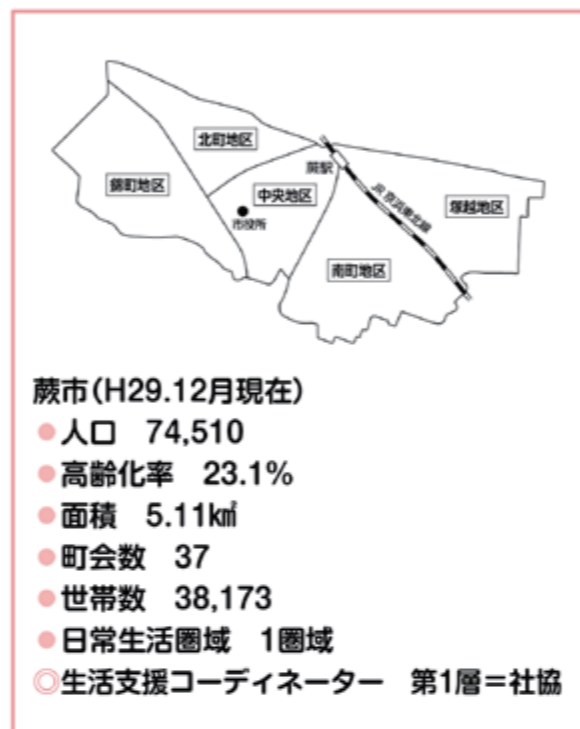 北町地区
蕨駅
錦町地区
中央地区
JR京浜東北線
塚越地区
市役所
南町地区
蕨市(H29.12月現在)
●人口 74,510
●高齢化率 23.1%
●面積 5.11k㎡
●町会数 37
●世帯数 38,173
●日常生活圏域 1圏域
◎生活支援コーディネーター 第1層=社協